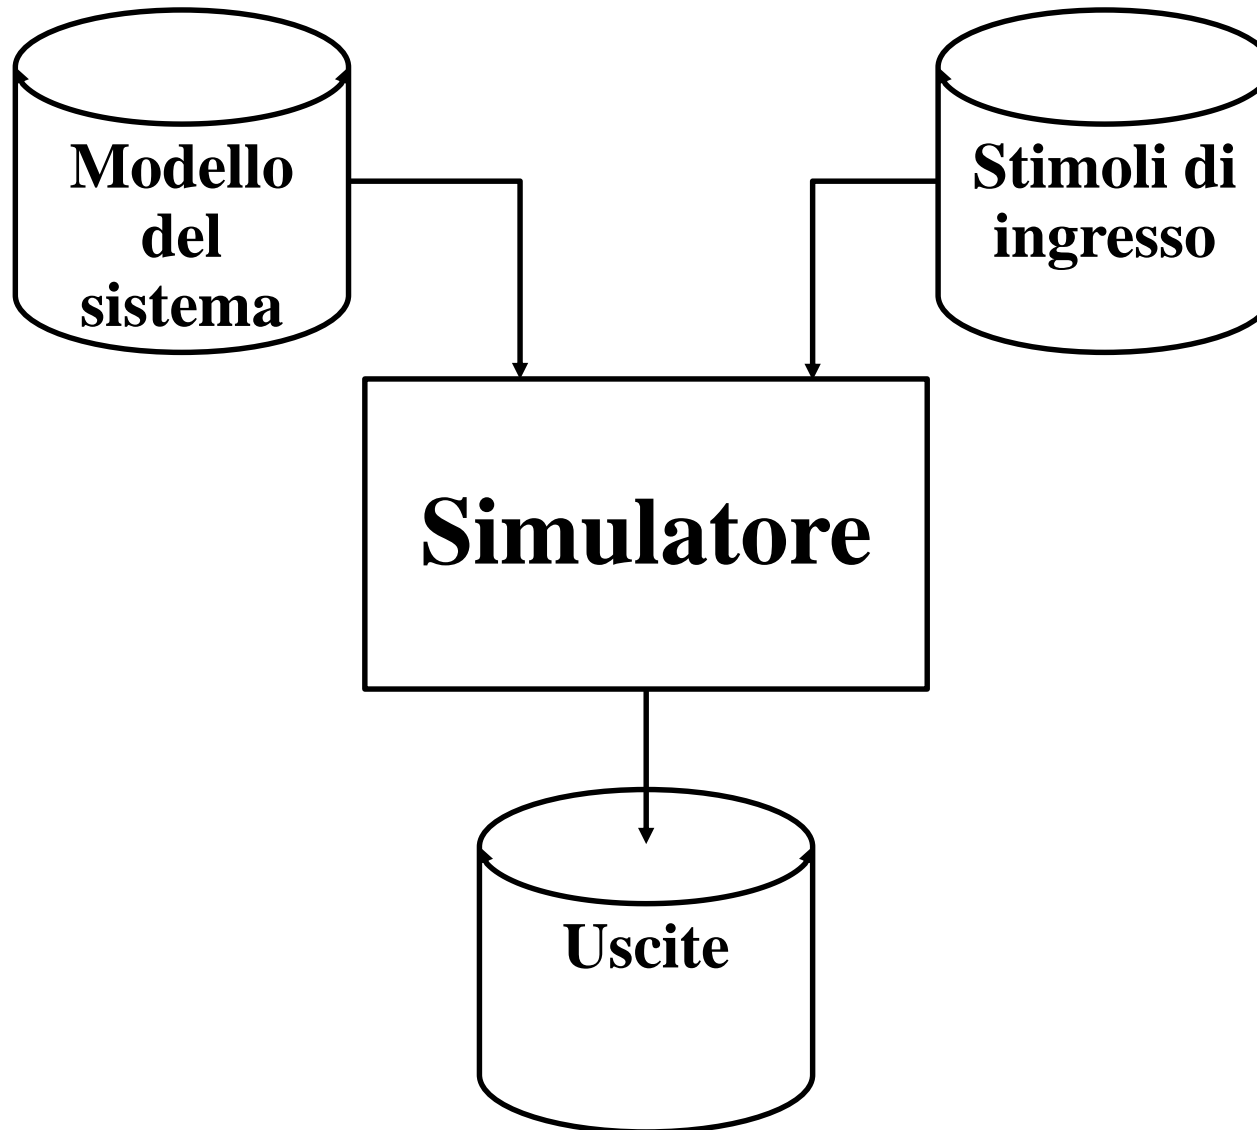 Modello
del
sistema
Stimoli di
ingresso
Simulatore
Uscite